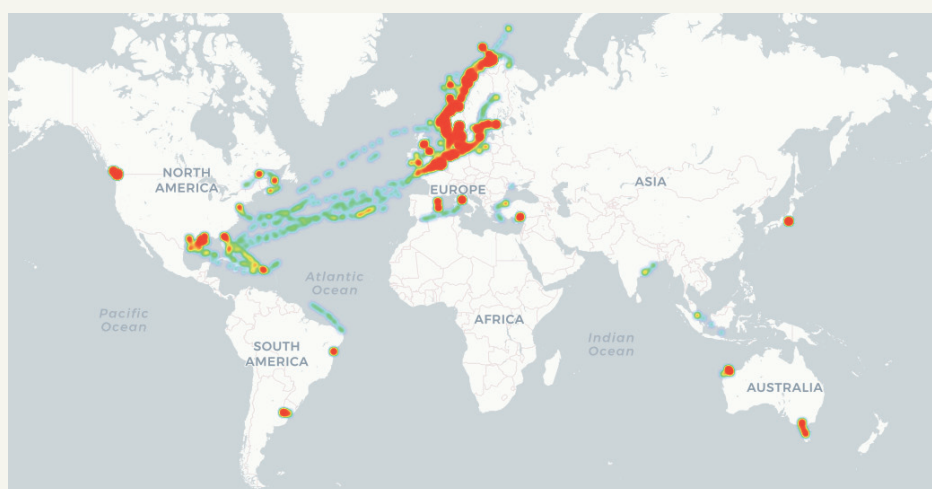 NORTH
AMERICA
EUROPE
ASIA
Atlantic
Ocean
Pacific
Ocean
AFRICA
Indian
Ocean
SOUTH
AMERICA
AUSTRALIA